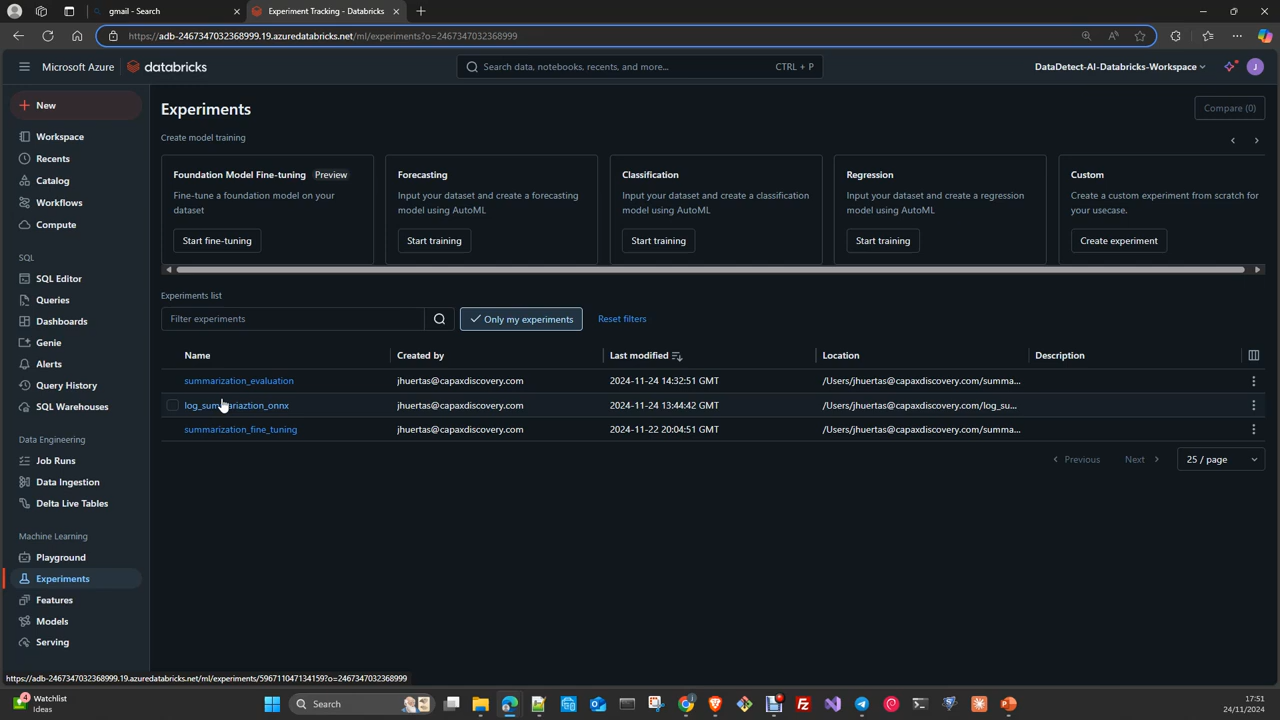 gmail - Search
Experiment Tracking - Databricks
https://adb-2467347032368999.19.azuredatabricks.net/ml/experiments?o=2467347032368999
Microsoft Azure
databricks
Search data, notebooks, recents, and more...
CTRL + P
DataDetect-AI-Databricks-Workspace
J
New
Workspace
Recents
Catalog
Workflows
Compute
SQL
SQL Editor
Queries
Dashboards
Genie
Alerts
Query History
SQL Warehouses
Data Engineering
Job Runs
Data Ingestion
Delta Live Tables
Machine Learning
Playground
Experiments
Features
Models
Serving
Experiments
Compare (0)
Create model training
Foundation Model Fine-tuning Preview
Fine-tune a foundation model on your
dataset
Start fine-tuning
Forecasting
Input your dataset and create a forecasting
model using AutoML
Start training
Classification
Input your dataset and create a classification
model using AutoML
Start training
Regression
Input your dataset and create a regression
model using AutoML
Start training
Custom
Create a custom experiment from scratch for
your usecase.
Create experiment
Experiments list
Filter experiments
Only my experiments
Reset filters
Name Created by Last modified Location Description
summarization_evaluation jhuertas@capaxdiscovery.com 2024-11-24 14:32:51 GMT /Users/jhuertas@capaxdiscovery.com/summa...
log_summariaztion_onnx jhuertas@capaxdiscovery.com 2024-11-24 13:44:42 GMT /Users/jhuertas@capaxdiscovery.com/log_su...
summarization_fine_tuning jhuertas@capaxdiscovery.com 2024-11-22 20:04:51 GMT /Users/jhuertas@capaxdiscovery.com/summa...
Previous Next 25 / page
https://adb-2467347032368999.19.azuredatabricks.net/ml/experiments/596711047134159?o=2467347032368999
4
Watchlist
Ideas
Search
17:51
24/11/2024